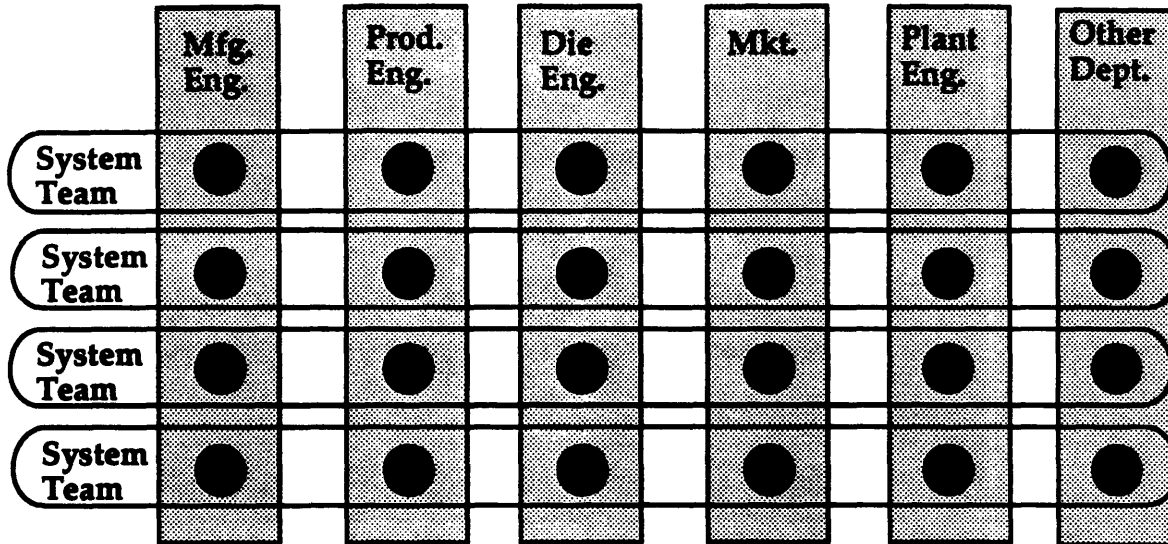 Mfg.
Eng.
Prod.
Eng.
Die
Eng.
Mkt.
Plant
Eng.
Other
Dept.
System
Team
System
Team
System
Team
System
Team